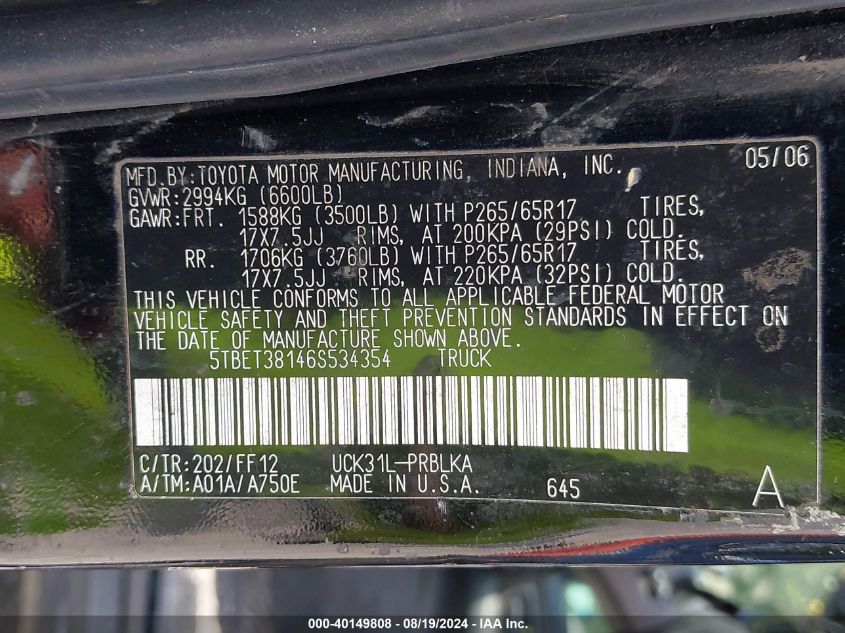 MFD.BY:TOYOTA MOTOR MANUFACTURING, INDIANA, INC. 05/06
GVWR:2994KG (6600LB)
GAWR:FRT. 1588KG (3500LB) WITH P265/65R17 TIRES,
17X7.5JJ RIMS, AT 200KPA (29PSI) COLD.
RR. 1706KG (3760LB) WITH P265/65R17 TIRES,
17X7.5JJ RIMS, AT 220KPA (32PSI) COLD.
THIS VEHICLE CONFORMS TO ALL APPLICABLE FEDERAL MOTOR
VEHICLE SAFETY AND THEFT PREVENTION STANDARDS IN EFFECT ON
THE DATE OF MANUFACTURE SHOWN ABOVE.
5TBET38146S534354 TRUCK
C/TR:202/FF12 UCK31L-PRBLKA
A/TM:A01A/A750E MADE IN U.S.A. 645 A
000-40149808 - 08/19/2024 - IAA Inc.